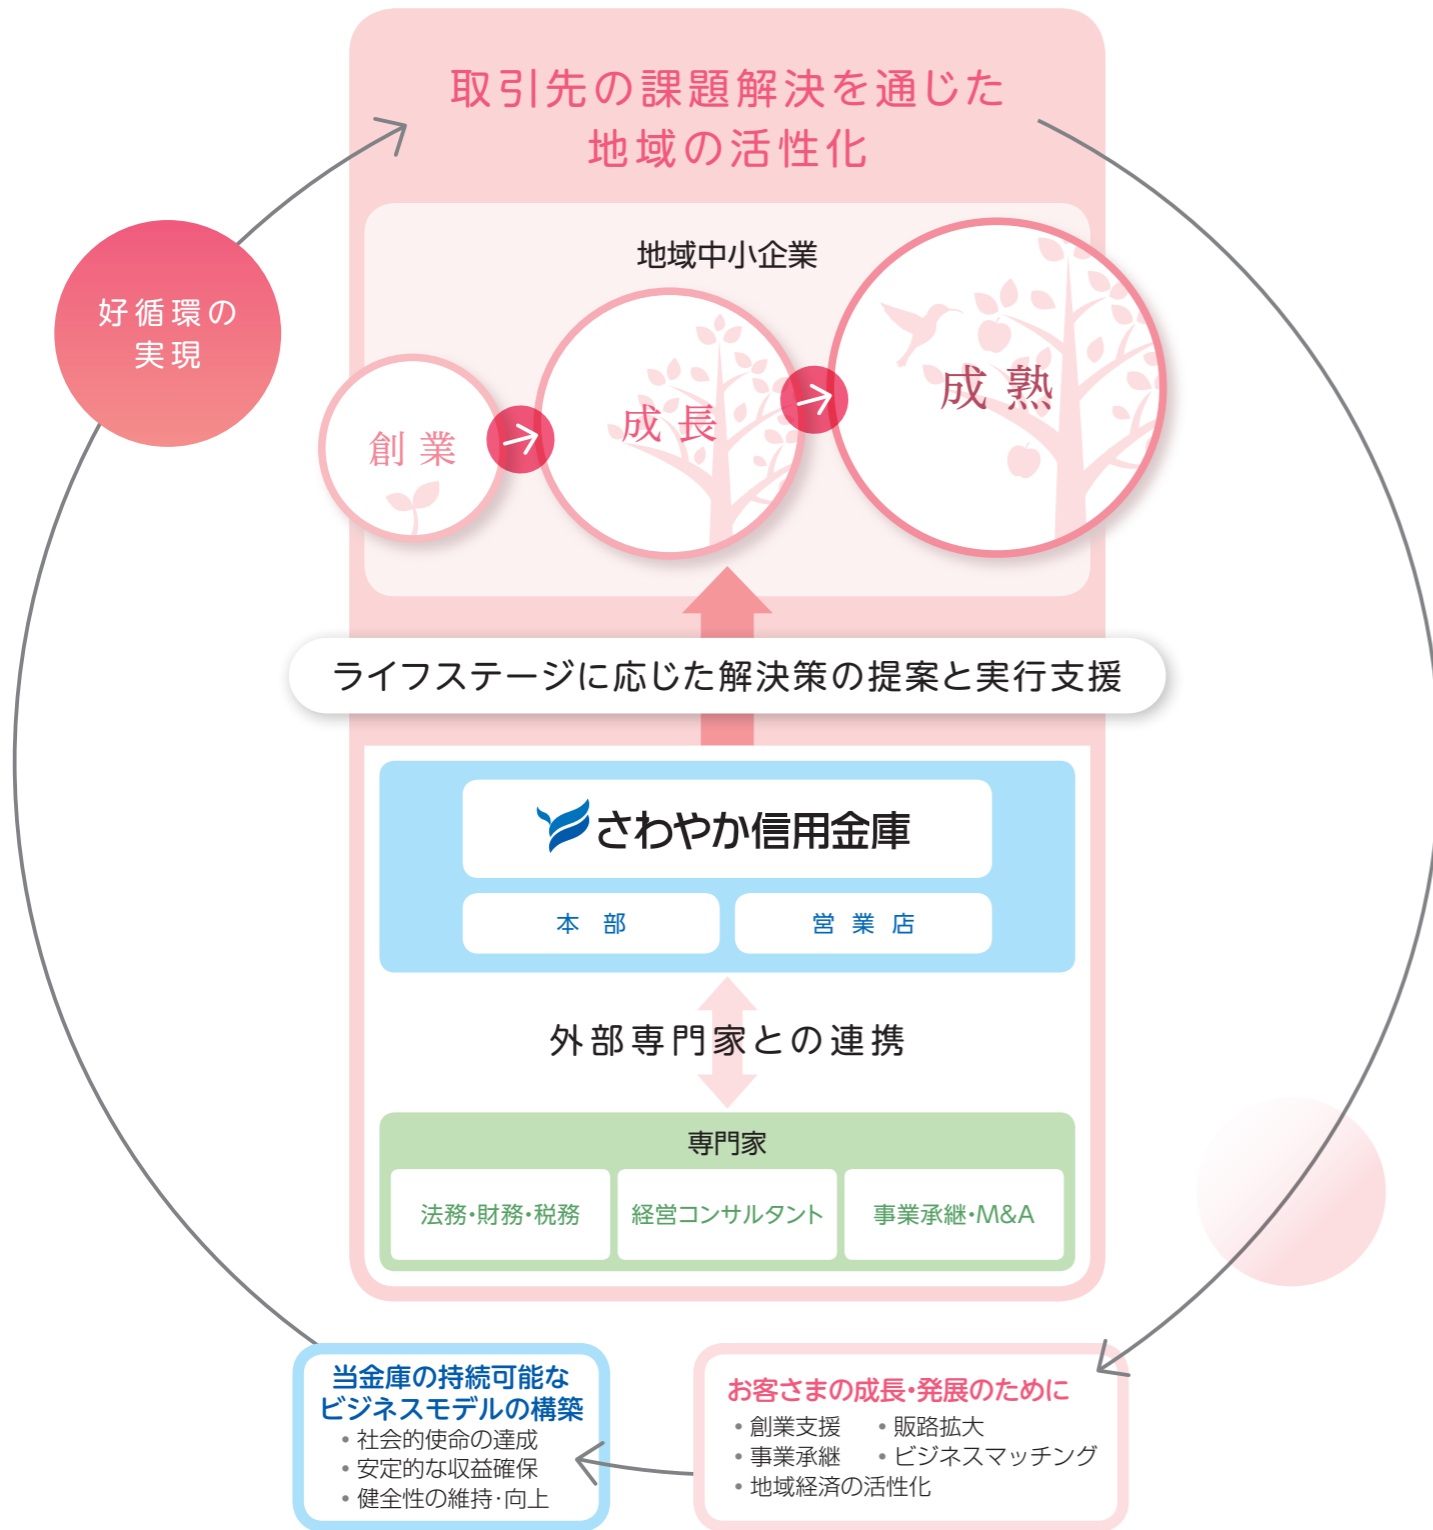 取引先の課題解決を通じた
地域の活性化
好循環の
実現
地域中小企業
創業
成長
成熟
ライフステージに応じた解決策の提案と実行支援
さわやか信用金庫
本部
営業店
外部専門家との連携
専門家
法務・財務・税務
経営コンサルタント
事業承継・M&A
当金庫の持続可能な
ビジネスモデルの構築
・社会的使命の達成
・安定的な収益確保
・健全性の維持・向上
お客さまの成長・発展のために
・創業支援 ・販路拡大
・事業承継 ・ビジネスマッチング
・地域経済の活性化